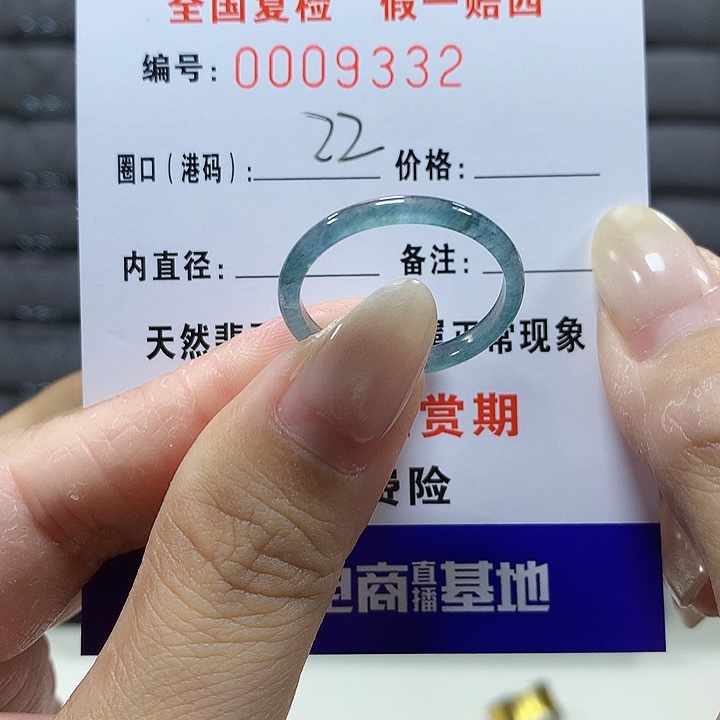 全国复检 假一赔四
编号: 0009332
圈口(港码): 22 价格:
内直径: 备注:
天然 正常现象
赏期
险
电商直播基地